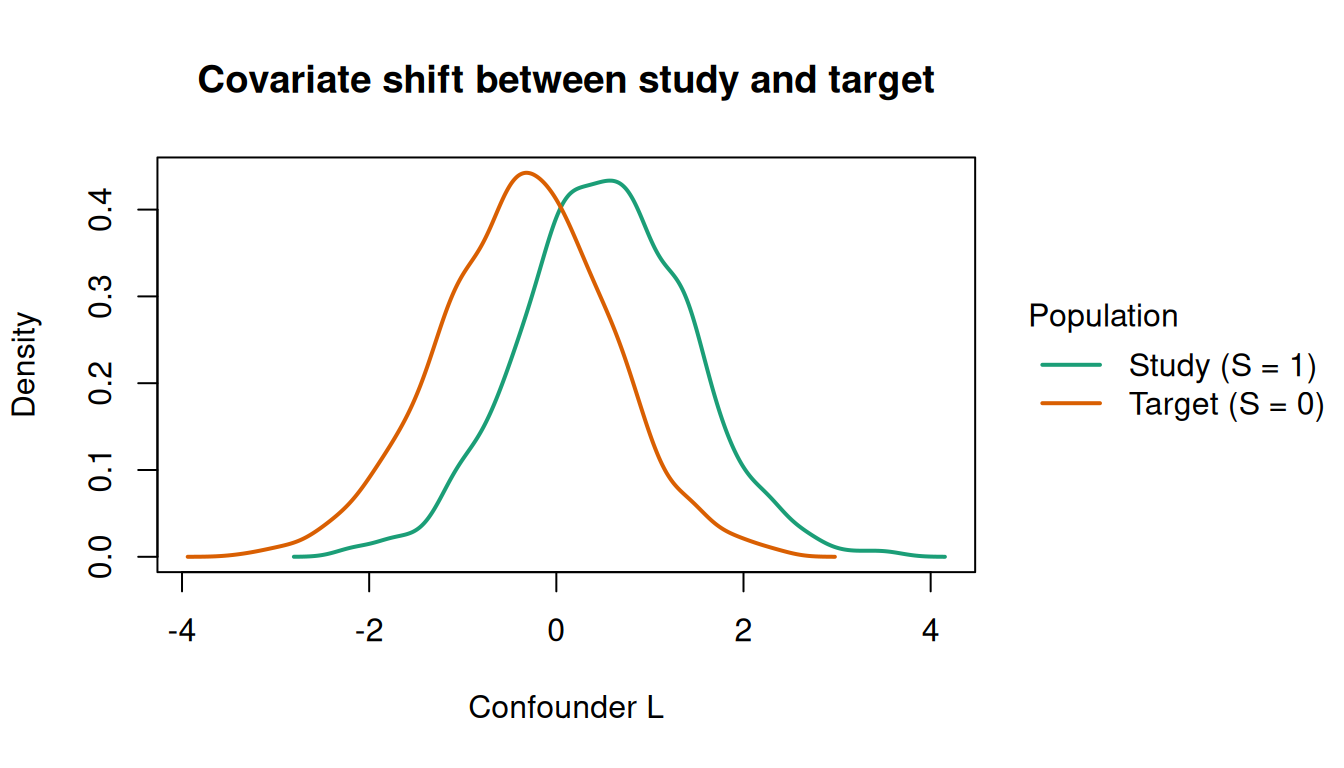 Covariate shift between study and target
Density
0.0
0.1
0.2
0.3
0.4
-4
-2
0
2
4
Confounder L
Population
Study (S = 1)
Target (S = 0)